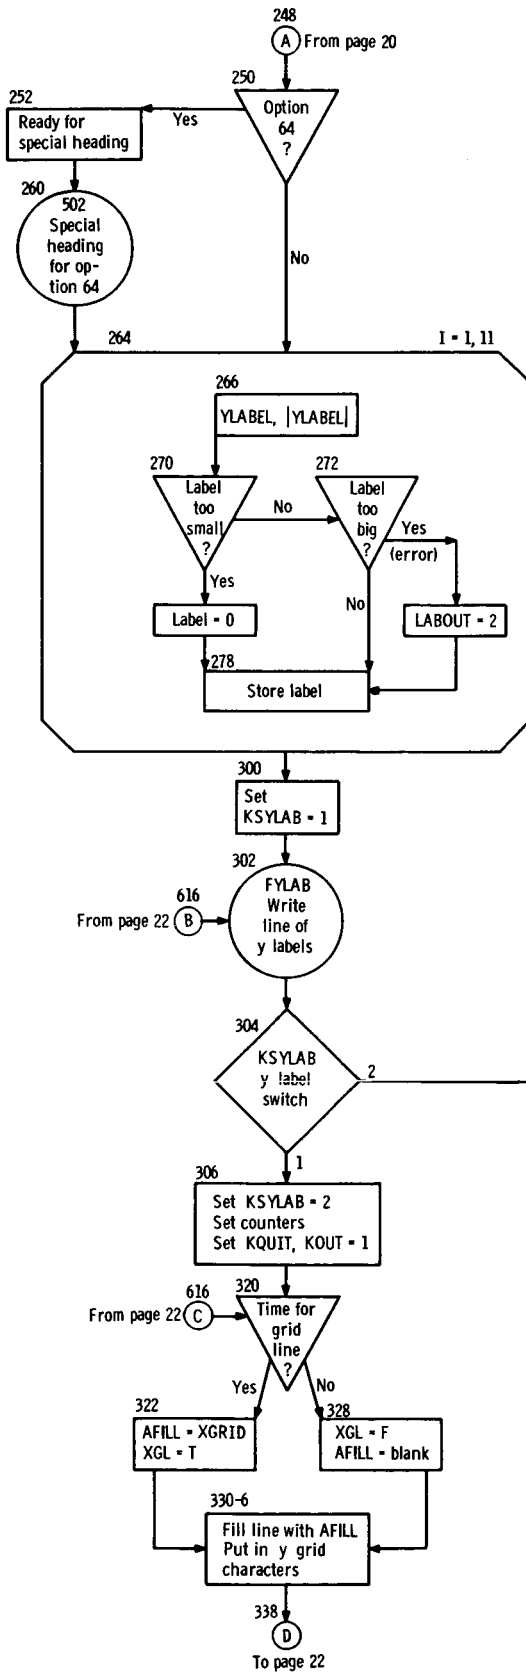 248
A From page 20
250
Option
64
?
252
Yes
Ready for
special heading
260
502
Special
heading
for op-
tion 64
No
264
I = 1, 11
266
YLABEL, |YLABEL|
270
Label
too
small
?
No
272
Label
too
big
?
Yes
(error)
Yes
No
Label = 0
LABOUT = 2
278
Store label
300
Set
KSYLAB = 1
302
FYLAB
Write
line of
y labels
616
From page 22 B
304
KSYLAB
y label
switch
2
1
306
Set KSYLAB = 2
Set counters
Set KQUIT, KOUT = 1
616
From page 22 C
320
Time for
grid
line
?
Yes
No
322
AFILL = XGRID
XGL = T
328
XGL = F
AFILL = blank
330-6
Fill line with AFILL
Put in y grid
characters
338
D
To page 22